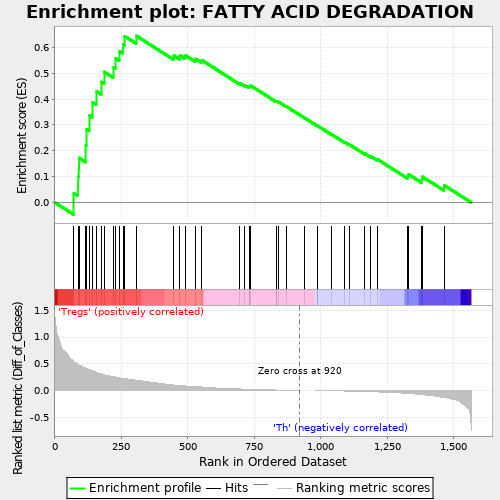 Enrichment plot: FATTY ACID DEGRADATION
Enrichment score (ES)
0.6
0.5
0.4
0.3
0.2
0.1
0.0
'Tregs' (positively correlated)
Ranked list metric (Diff_of_Classes)
1.5
1.0
0.5
0.0
-0.5
Zero cross at 920
'Th' (negatively correlated)
0
250
500
750
1,000
1,250
1,500
Rank in Ordered Dataset
Enrichment profile
Hits
Ranking metric scores